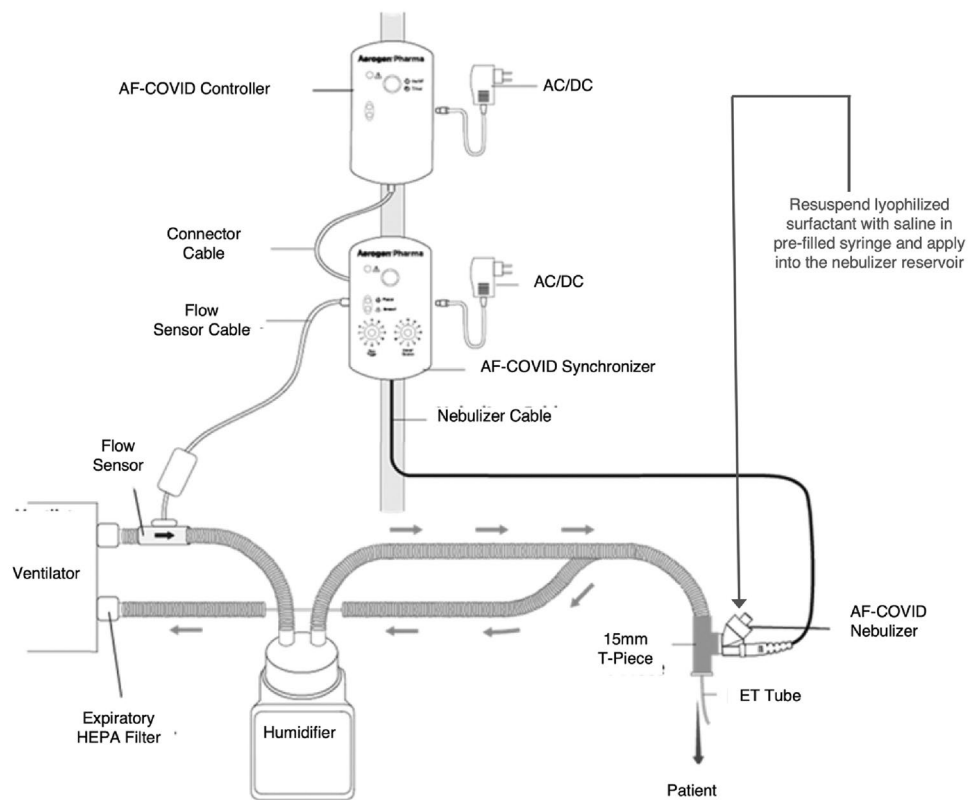 Aerogen Pharma
AF-COVID Controller
AC/DC
Resuspend lyophilized
surfactant with saline in
pre-filled syringe and apply
into the nebulizer reservoir
Connector
Cable
Aerogen Pharma
AC/DC
Flow
Sensor Cable
AF-COVID Synchronizer
Nebulizer Cable
Flow
Sensor
Ventilator
AF-COVID
Nebulizer
15mm
T-Piece
ET Tube
Expiratory
HEPA Filter
Humidifier
Patient